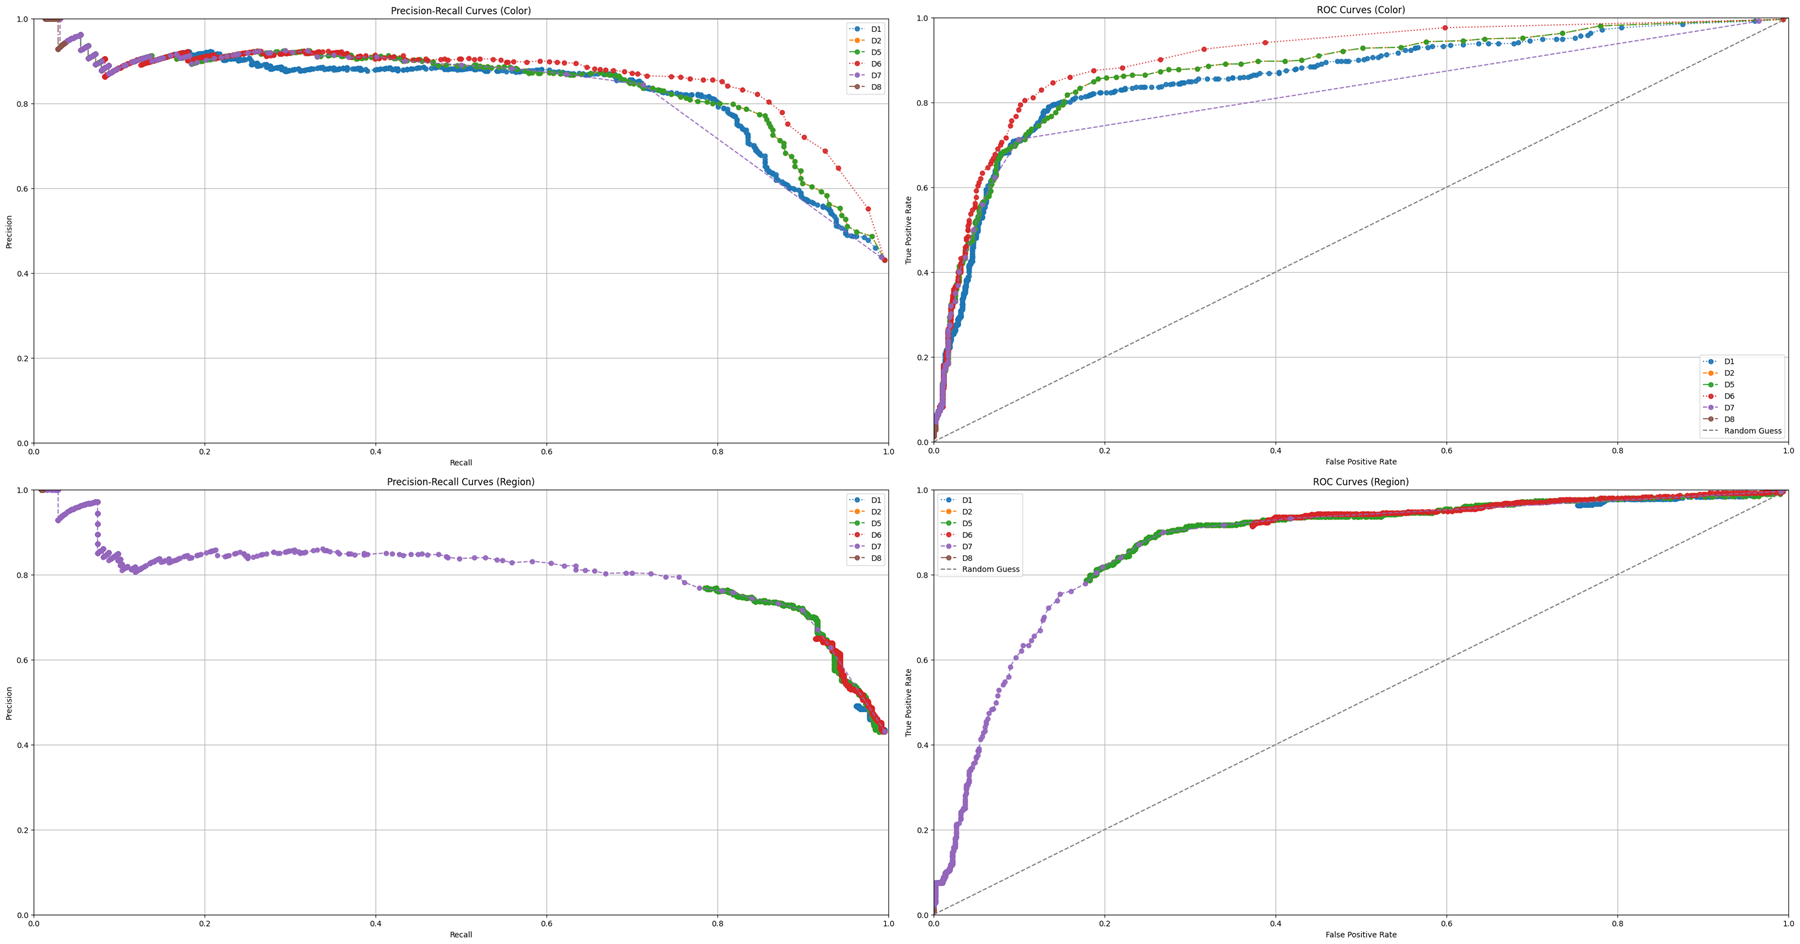 Precision-Recall Curves (Color)
1.0
0.8
0.6
0.4
0.2
0.0
Precision
0.0 0.2 0.4 0.6 0.8 1.0
Recall
D1
D2
D5
D6
D7
D8
ROC Curves (Color)
1.0
0.8
0.6
0.4
0.2
0.0
True Positive Rate
0.0 0.2 0.4 0.6 0.8 1.0
False Positive Rate
D1
D2
D5
D6
D7
D8
Random Guess
Precision-Recall Curves (Region)
1.0
0.8
0.6
0.4
0.2
0.0
Precision
0.0 0.2 0.4 0.6 0.8 1.0
Recall
D1
D2
D5
D6
D7
D8
ROC Curves (Region)
1.0
0.8
0.6
0.4
0.2
0.0
True Positive Rate
0.0 0.2 0.4 0.6 0.8 1.0
False Positive Rate
D1
D2
D5
D6
D7
D8
Random Guess